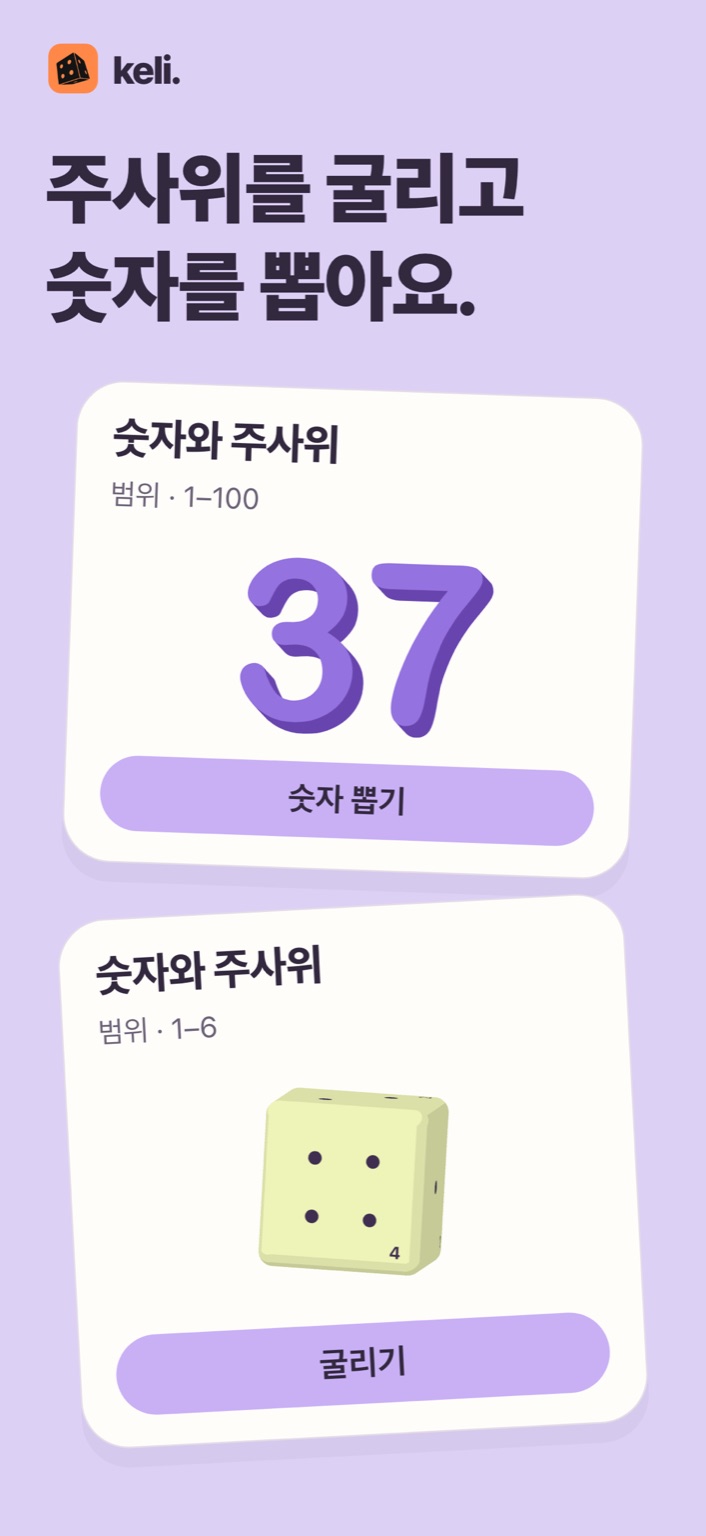 keli.
주사위를 굴리고
숫자를 뽑아요.
숫자와 주사위
범위 · 1–100
37
숫자 뽑기
숫자와 주사위
범위 · 1–6
4
굴리기